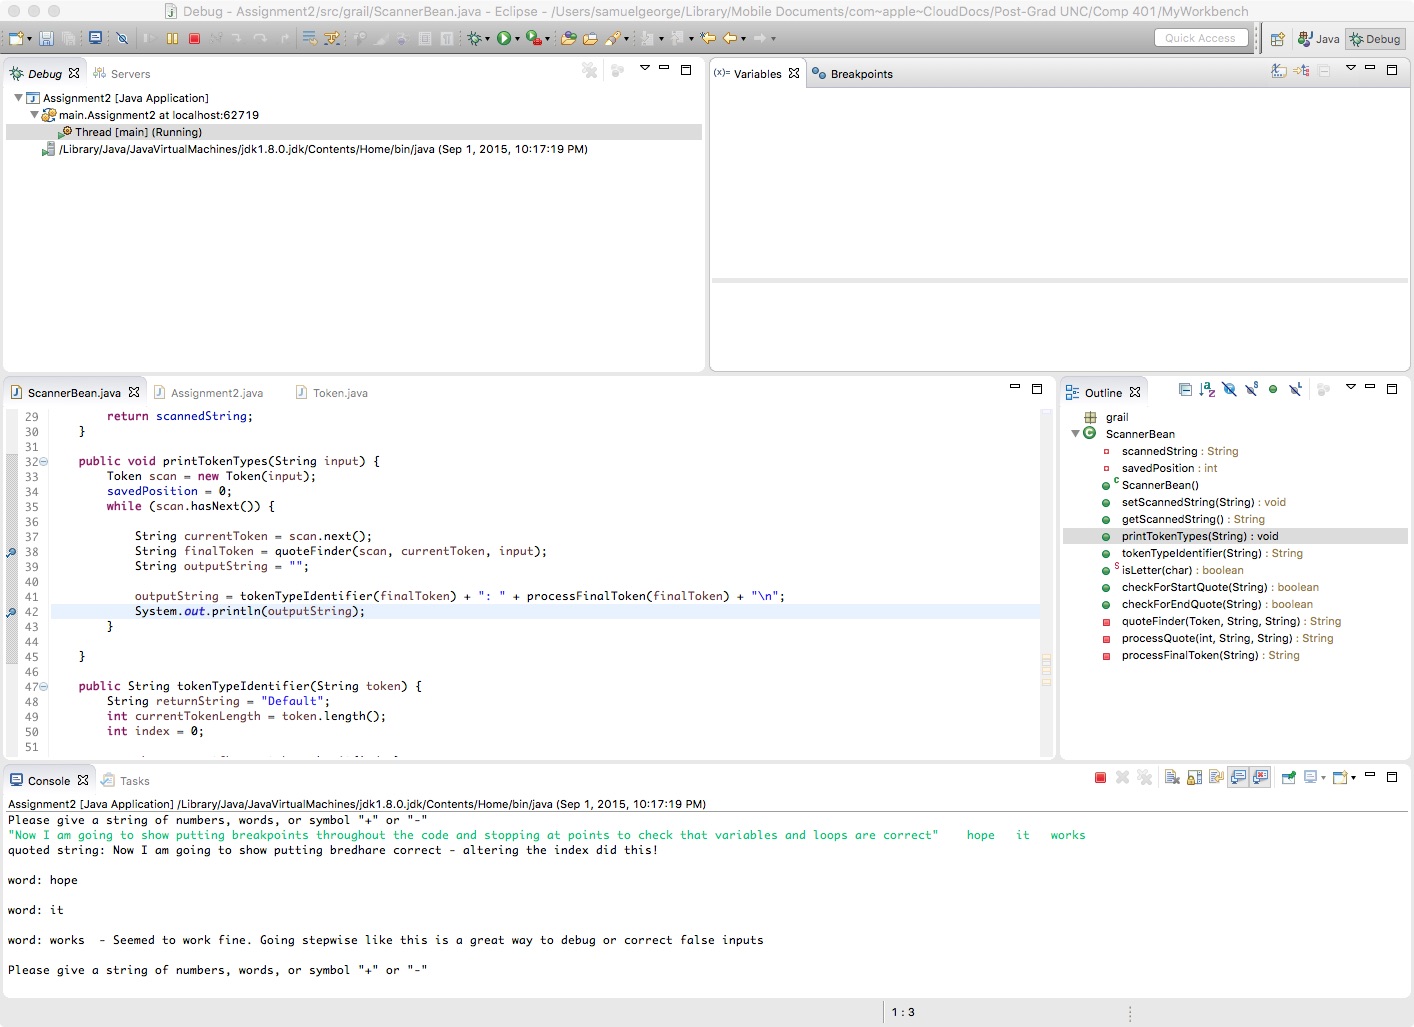 Debug - Assignment2/src/grail/ScannerBean.java - Eclipse - /Users/samuelgeorge/Library/Mobile Documents/com~apple~CloudDocs/Post-Grad UNC/Comp 401/MyWorkbench
Quick Access
Java
Debug
Debug
Servers
Assignment2 [Java Application]
main.Assignment2 at localhost:62719
Thread [main] (Running)
/Library/Java/JavaVirtualMachines/jdk1.8.0.jdk/Contents/Home/bin/java (Sep 1, 2015, 10:17:19 PM)
(x)= Variables
Breakpoints
ScannerBean.java
Assignment2.java
Token.java
29 return scannedString;
30 }
31
32 public void printTokenTypes(String input) {
33 Token scan = new Token(input);
34 savedPosition = 0;
35 while (scan.hasNext()) {
36
37 String currentToken = scan.next();
38 String finalToken = quoteFinder(scan, currentToken, input);
39 String outputString = "";
40
41 outputString = tokenTypeIdentifier(finalToken) + ": " + processFinalToken(finalToken) + "\n";
42 System.out.println(outputString);
43 }
44
45 }
46
47 public String tokenTypeIdentifier(String token) {
48 String returnString = "Default";
49 int currentTokenLength = token.length();
50 int index = 0;
51
Outline
grail
ScannerBean
scannedString : String
savedPosition : int
ScannerBean()
setScannedString(String) : void
getScannedString() : String
printTokenTypes(String) : void
tokenTypeIdentifier(String) : String
isLetter(char) : boolean
checkForStartQuote(String) : boolean
checkForEndQuote(String) : boolean
quoteFinder(Token, String, String) : String
processQuote(int, String, String) : String
processFinalToken(String) : String
Console
Tasks
Assignment2 [Java Application] /Library/Java/JavaVirtualMachines/jdk1.8.0.jdk/Contents/Home/bin/java (Sep 1, 2015, 10:17:19 PM)
Please give a string of numbers, words, or symbol "+" or "-"
"Now I am going to show putting breakpoints throughout the code and stopping at points to check that variables and loops are correct" hope it works
quoted string: Now I am going to show putting bredhare correct - altering the index did this!
word: hope
word: it
word: works - Seemed to work fine. Going stepwise like this is a great way to debug or correct false inputs
Please give a string of numbers, words, or symbol "+" or "-"
1 : 3